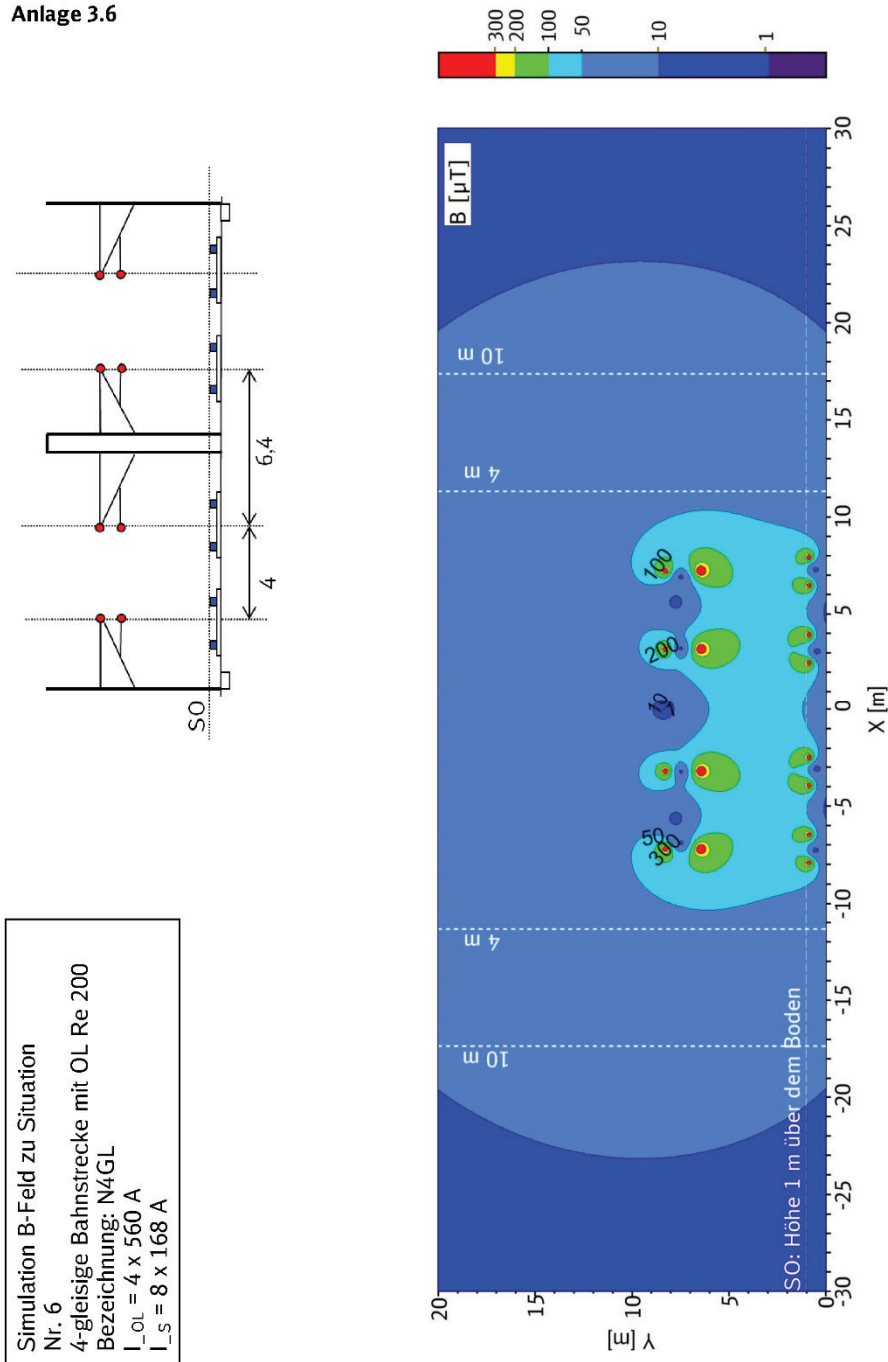 Anlage 3.6
Simulation B-Feld zu Situation
Nr. 6
4-gleisige Bahnstrecke mit OL Re 200
Bezeichnung: N4GL
I_OL = 4 x 560 A
I_S = 8 x 168 A
SO
4
6,4
B [µT]
300
200
100
50
10
1
10 m
4 m
4 m
10 m
50
300
10
1
200
100
SO: Höhe 1 m über dem Boden
Y [m]
20
15
10
5
0
-30
-25
-20
-15
-10
-5
0
5
10
15
20
25
30
X [m]